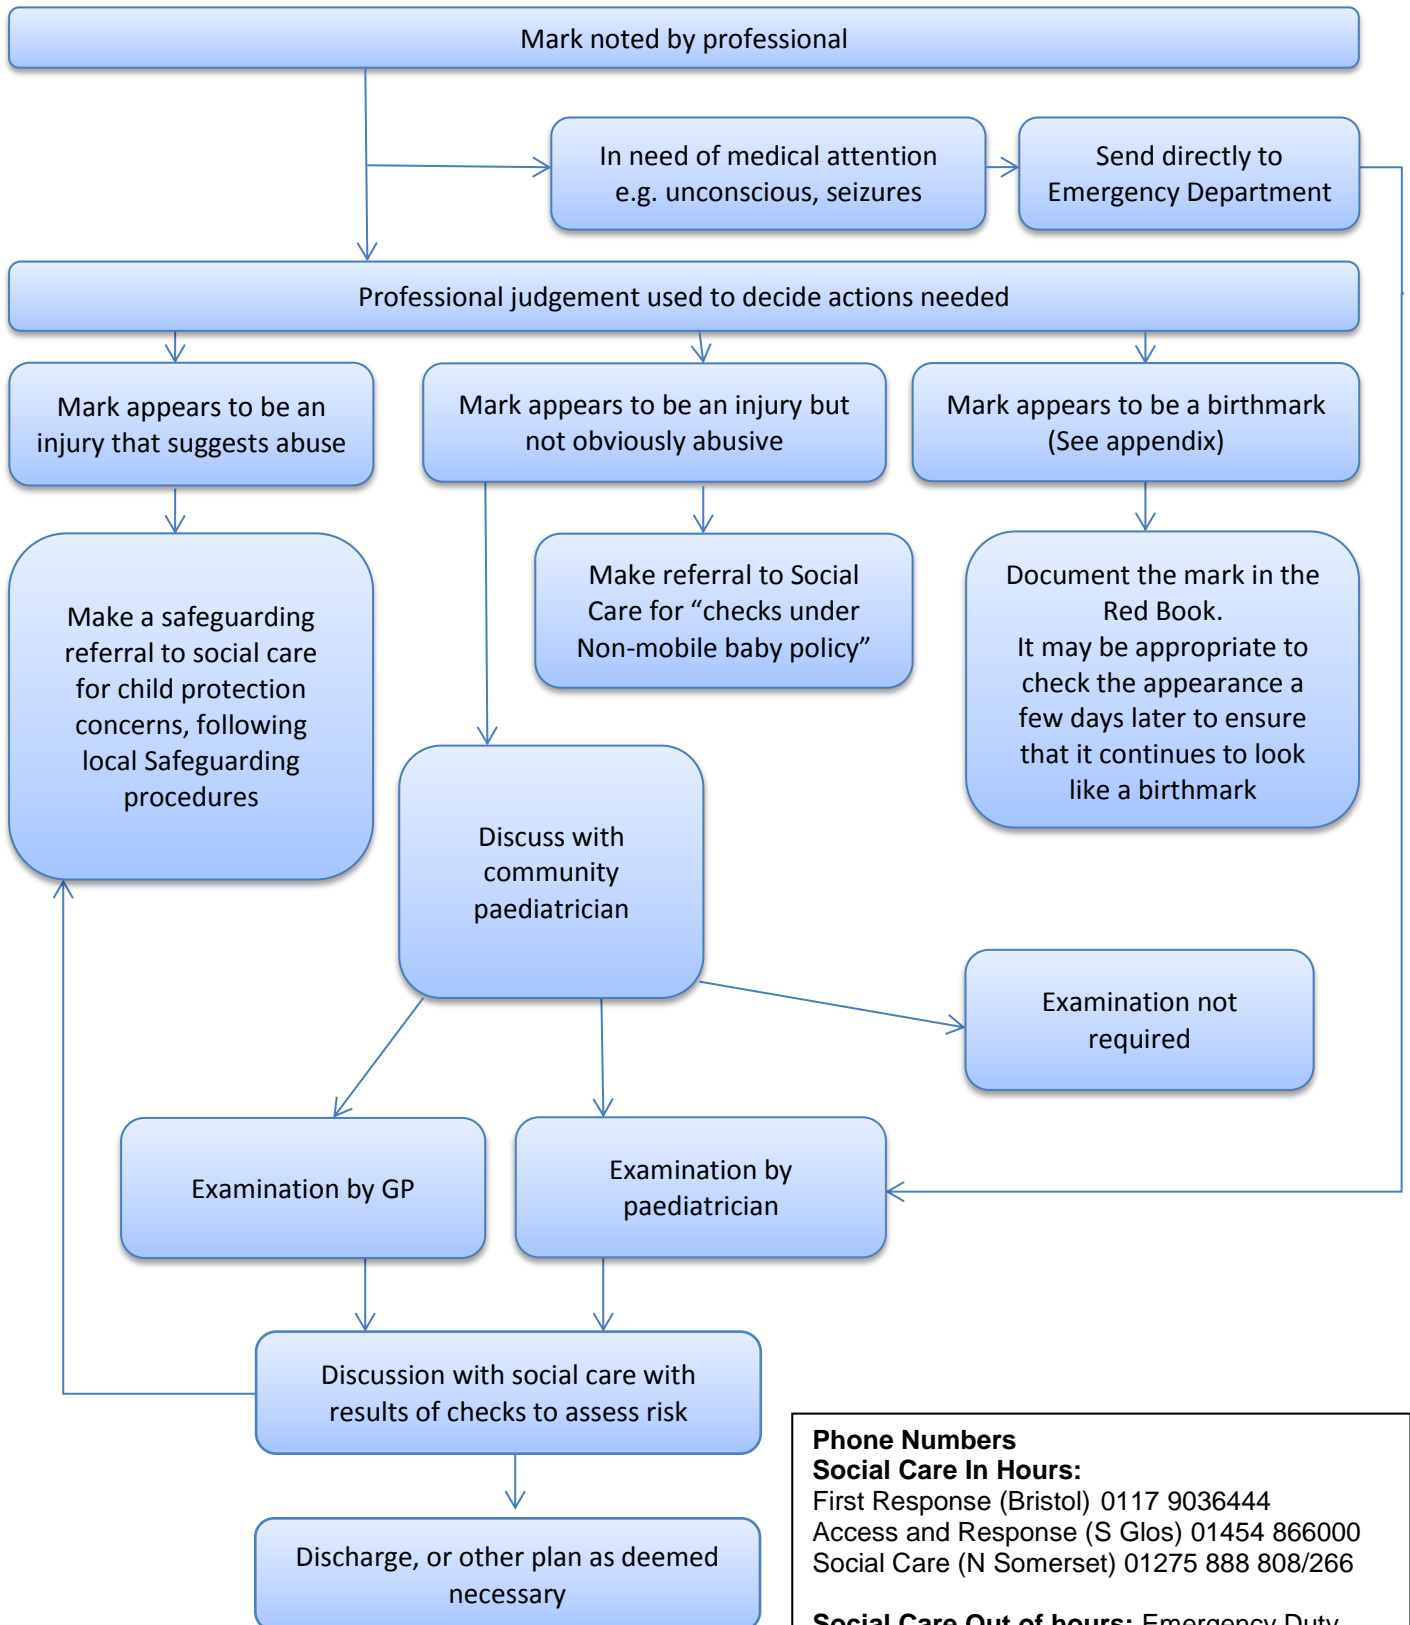 Mark noted by professional
In need of medical attention
e.g. unconscious, seizures
Send directly to
Emergency Department
Professional judgement used to decide actions needed
Mark appears to be an
injury that suggests abuse
Mark appears to be an injury but
not obviously abusive
Mark appears to be a birthmark
(See appendix)
Make a safeguarding
referral to social care
for child protection
concerns, following
local Safeguarding
procedures
Make referral to Social
Care for “checks under
Non-mobile baby policy”
Document the mark in the
Red Book.
It may be appropriate to
check the appearance a
few days later to ensure
that it continues to look
like a birthmark
Discuss with
community
paediatrician
Examination not
required
Examination by GP
Examination by
paediatrician
Discussion with social care with
results of checks to assess risk
Discharge, or other plan as deemed
necessary
Phone Numbers
Social Care In Hours:
First Response (Bristol) 0117 9036444
Access and Response (S Glos) 01454 866000
Social Care (N Somerset) 01275 888 808/266
Social Care Out of hours: Emergency Duty